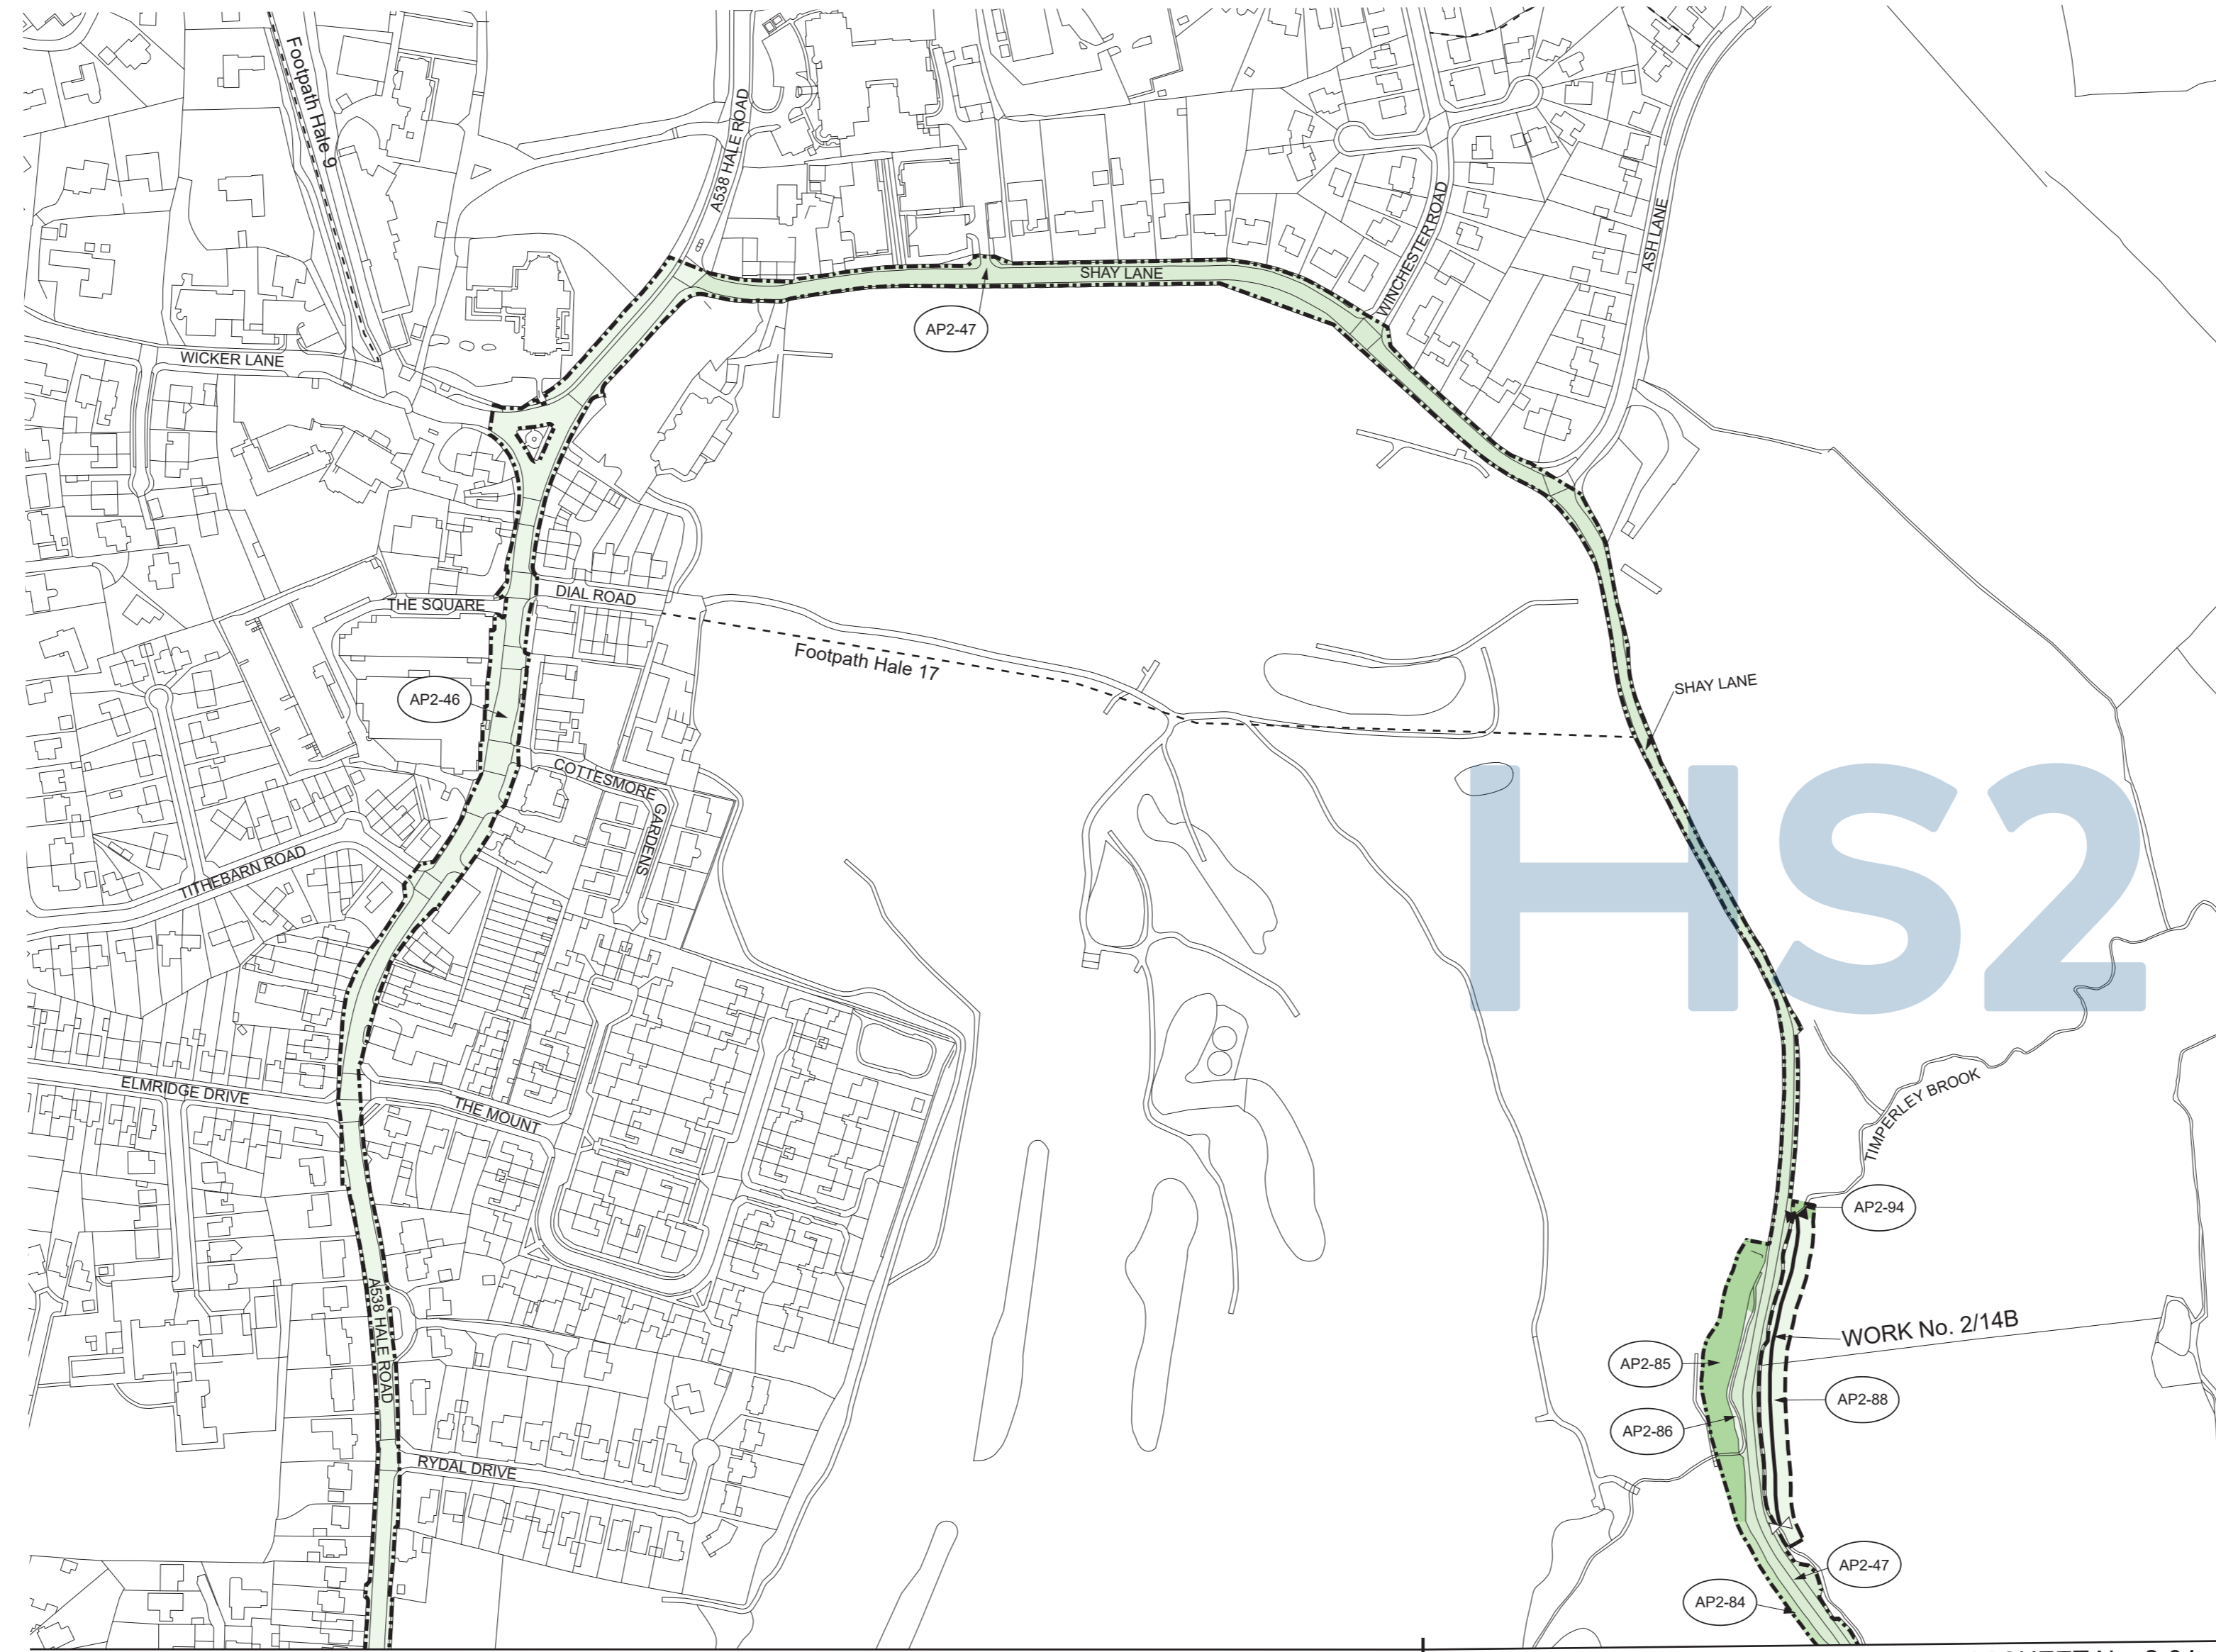 Footpath Hale 9
A538 HALE ROAD
WINCHESTER ROAD
ASH LANE
SHAY LANE
AP2-47
WICKER LANE
THE SQUARE
DIAL ROAD
Footpath Hale 17
AP2-46
SHAY LANE
COTTESMORE
GARDENS
HS2
TITHEBARN ROAD
ELMRIDGE DRIVE
THE MOUNT
TIMPERLEY BROOK
AP2-94
A538 HALE ROAD
WORK No. 2/14B
AP2-85
AP2-88
AP2-86
RYDAL DRIVE
AP2-47
AP2-84